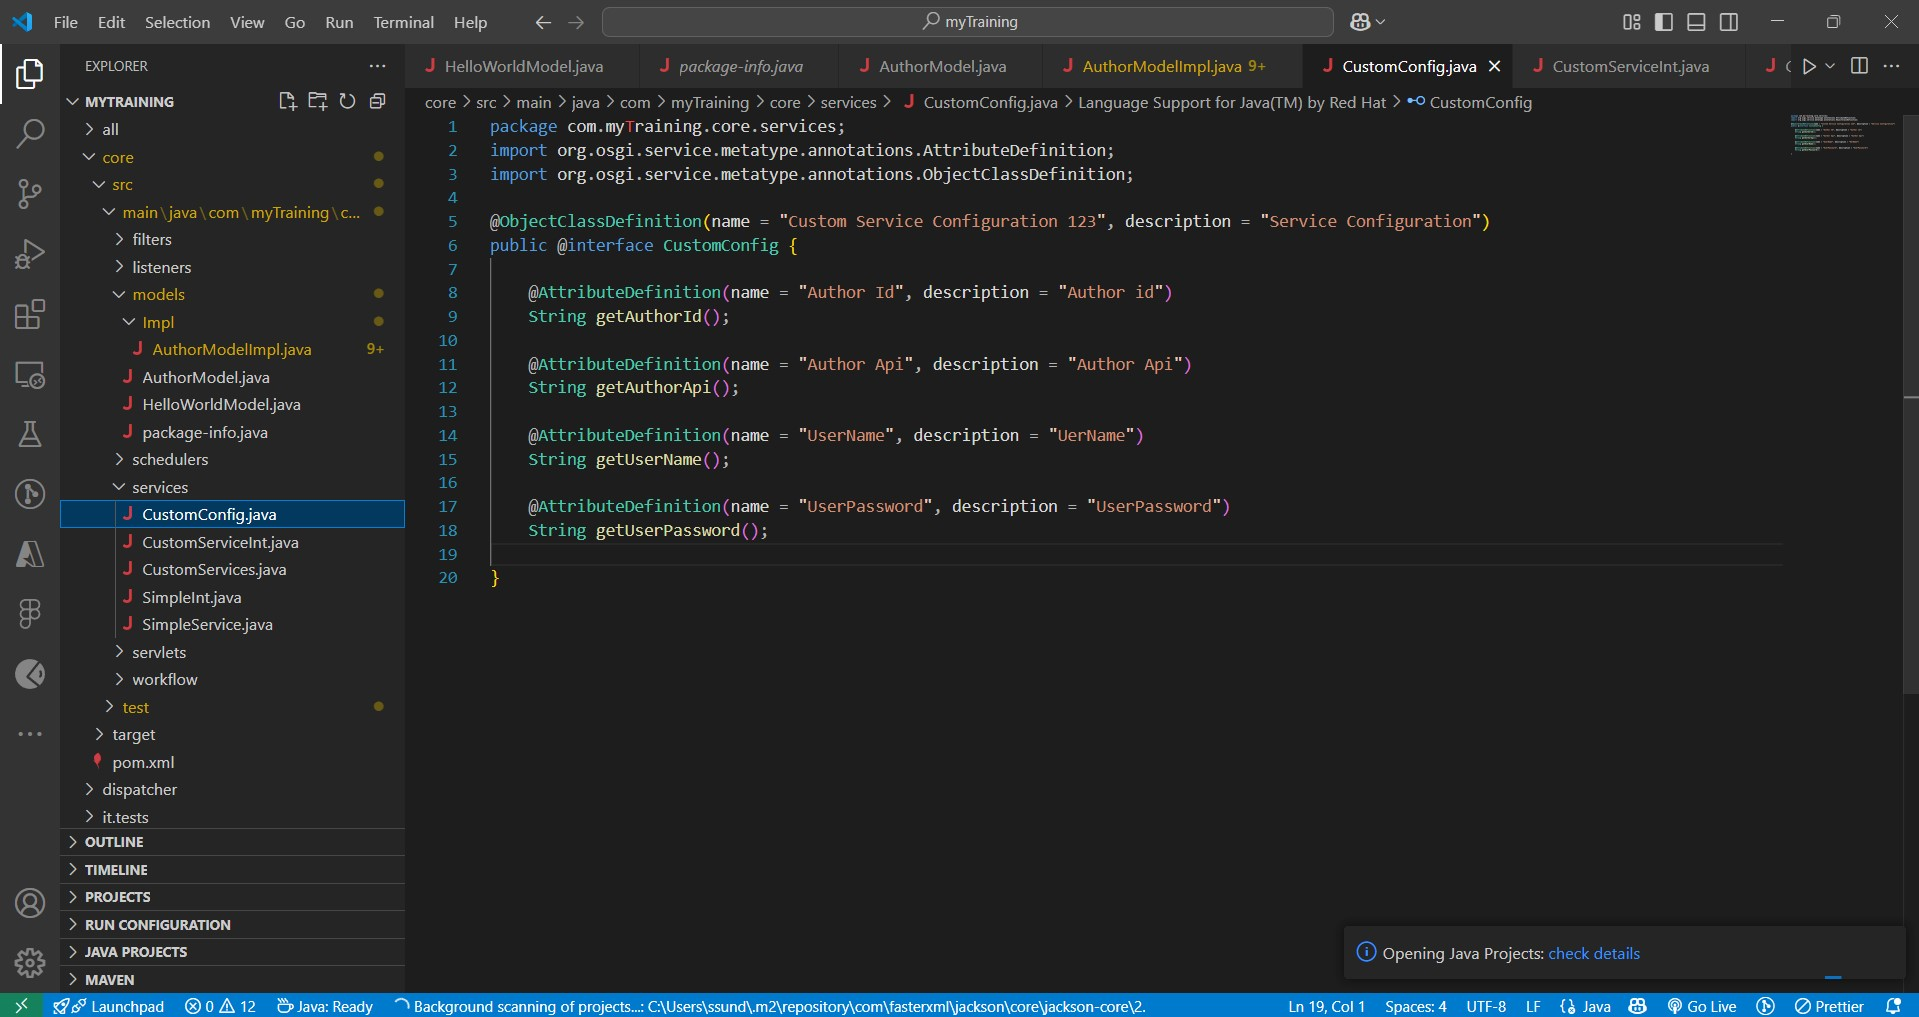 File Edit Selection View Go Run Terminal Help
myTraining
EXPLORER
MYTRAINING
all
core
src
main\java\com\myTraining\c...
filters
listeners
models
Impl
AuthorModelImpl.java 9+
AuthorModel.java
HelloWorldModel.java
package-info.java
schedulers
services
CustomConfig.java
CustomServiceInt.java
CustomServices.java
SimpleInt.java
SimpleService.java
servlets
workflow
test
target
pom.xml
dispatcher
it.tests
OUTLINE
TIMELINE
PROJECTS
RUN CONFIGURATION
JAVA PROJECTS
MAVEN
HelloWorldModel.java package-info.java AuthorModel.java AuthorModelImpl.java 9+ CustomConfig.java CustomServiceInt.java
core > src > main > java > com > myTraining > core > services > CustomConfig.java > Language Support for Java(TM) by Red Hat > CustomConfig
1 package com.myTraining.core.services;
2 import org.osgi.service.metatype.annotations.AttributeDefinition;
3 import org.osgi.service.metatype.annotations.ObjectClassDefinition;
4
5 @ObjectClassDefinition(name = "Custom Service Configuration 123", description = "Service Configuration")
6 public @interface CustomConfig {
7
8 @AttributeDefinition(name = "Author Id", description = "Author id")
9 String getAuthorId();
10
11 @AttributeDefinition(name = "Author Api", description = "Author Api")
12 String getAuthorApi();
13
14 @AttributeDefinition(name = "UserName", description = "UerName")
15 String getUserName();
16
17 @AttributeDefinition(name = "UserPassword", description = "UserPassword")
18 String getUserPassword();
19
20 }
Opening Java Projects: check details
Launchpad 0 12 Java: Ready Background scanning of projects...: C:\Users\ssund\.m2\repository\com\fasterxml\jackson\core\jackson-core\2. Ln 19, Col 1 Spaces: 4 UTF-8 LF {} Java Go Live Prettier